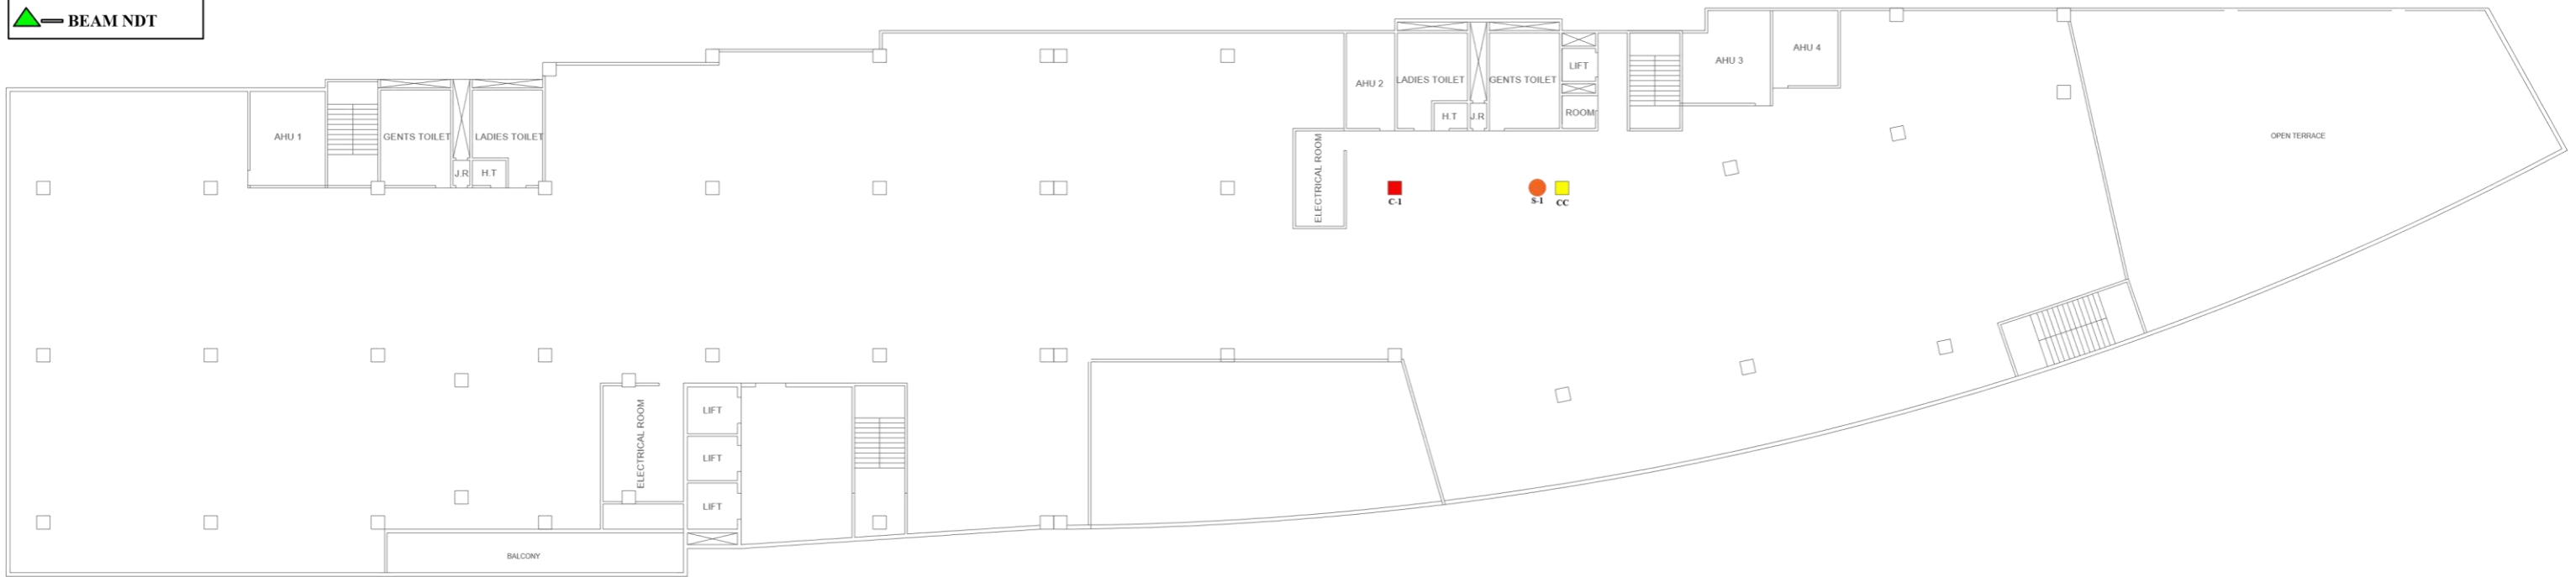 BEAM NDT
AHU 1
GENTS TOILET
LADIES TOILET
J.R
H.T
AHU 2
LADIES TOILET
H.T
J.R
GENTS TOILET
LIFT
ROOM
AHU 3
AHU 4
OPEN TERRACE
ELECTRICAL ROOM
C-1
S-1
CC
ELECTRICAL ROOM
LIFT
LIFT
LIFT
BALCONY